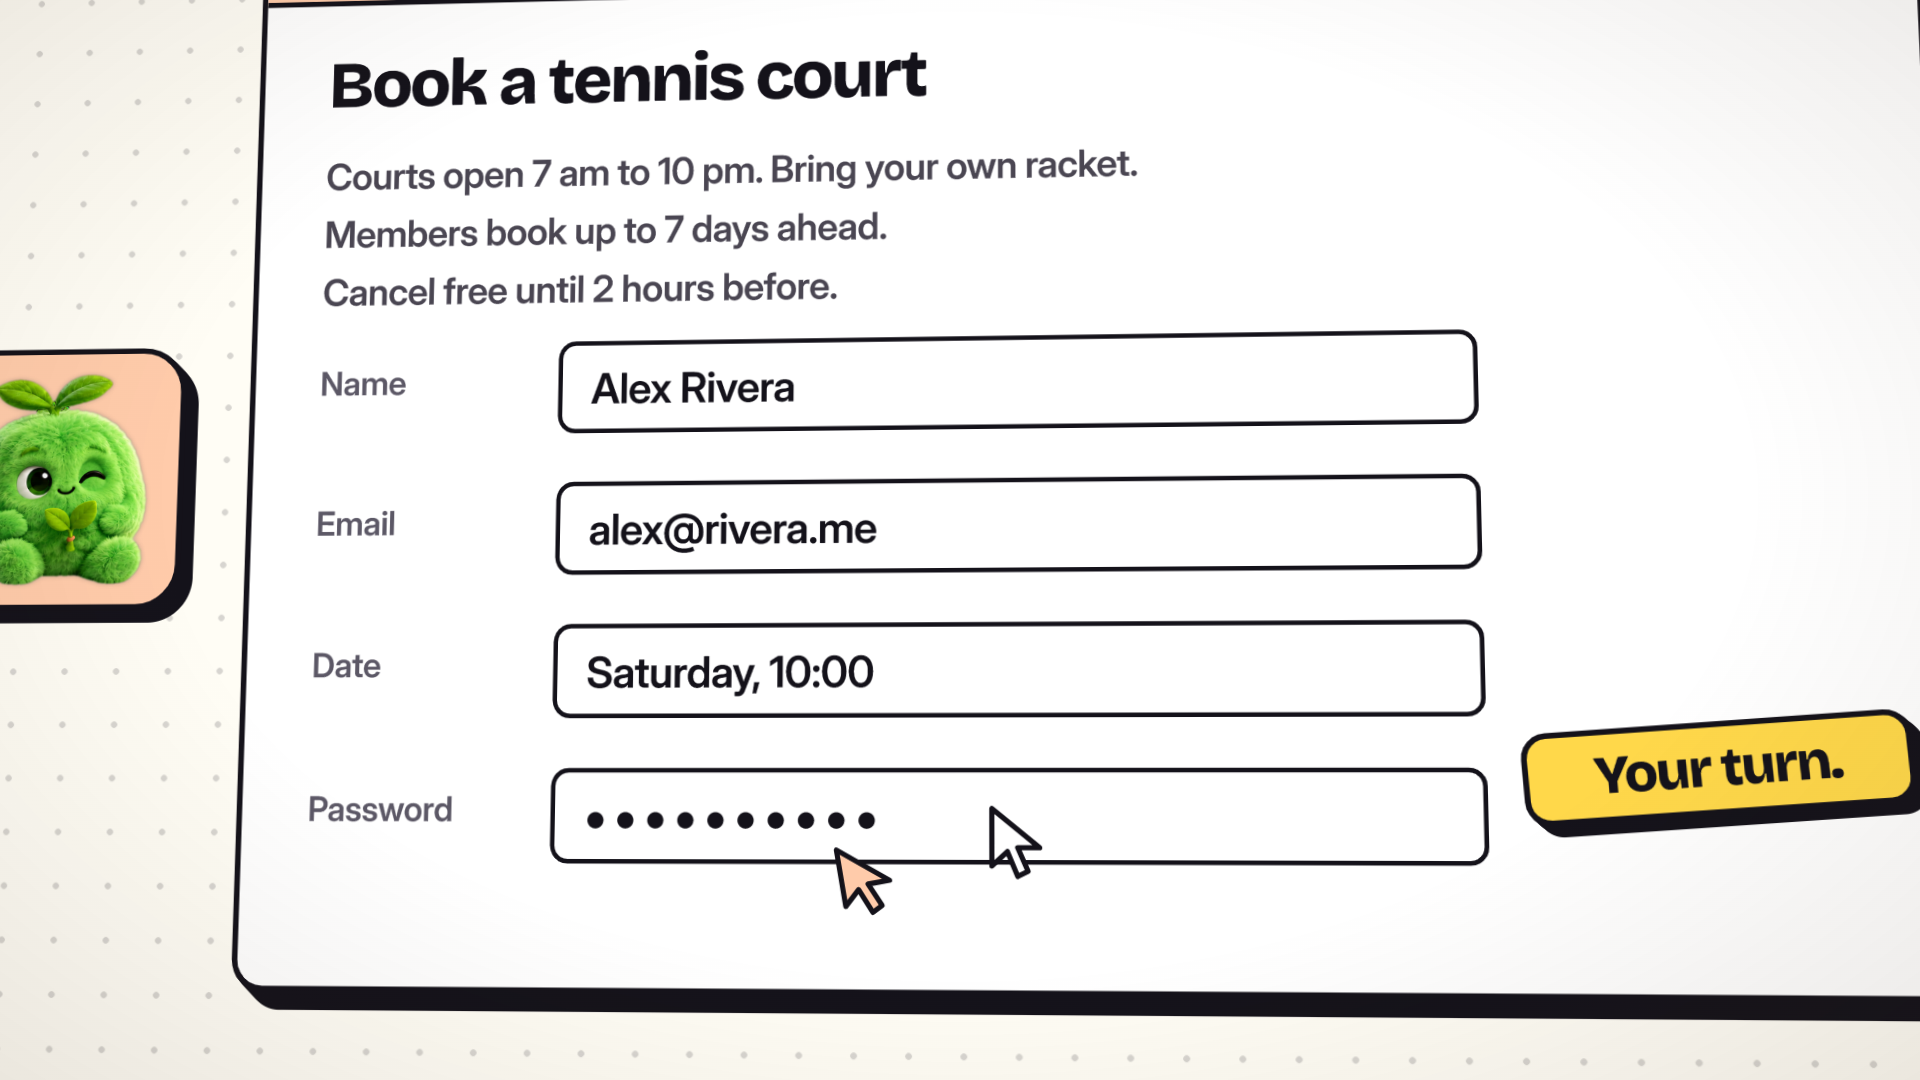 Book a tennis court
Courts open 7 am to 10 pm. Bring your own racket.
Members book up to 7 days ahead.
Cancel free until 2 hours before.
Name
Alex Rivera
Email
alex@rivera.me
Date
Saturday, 10:00
Password
••••••••••
Your turn.